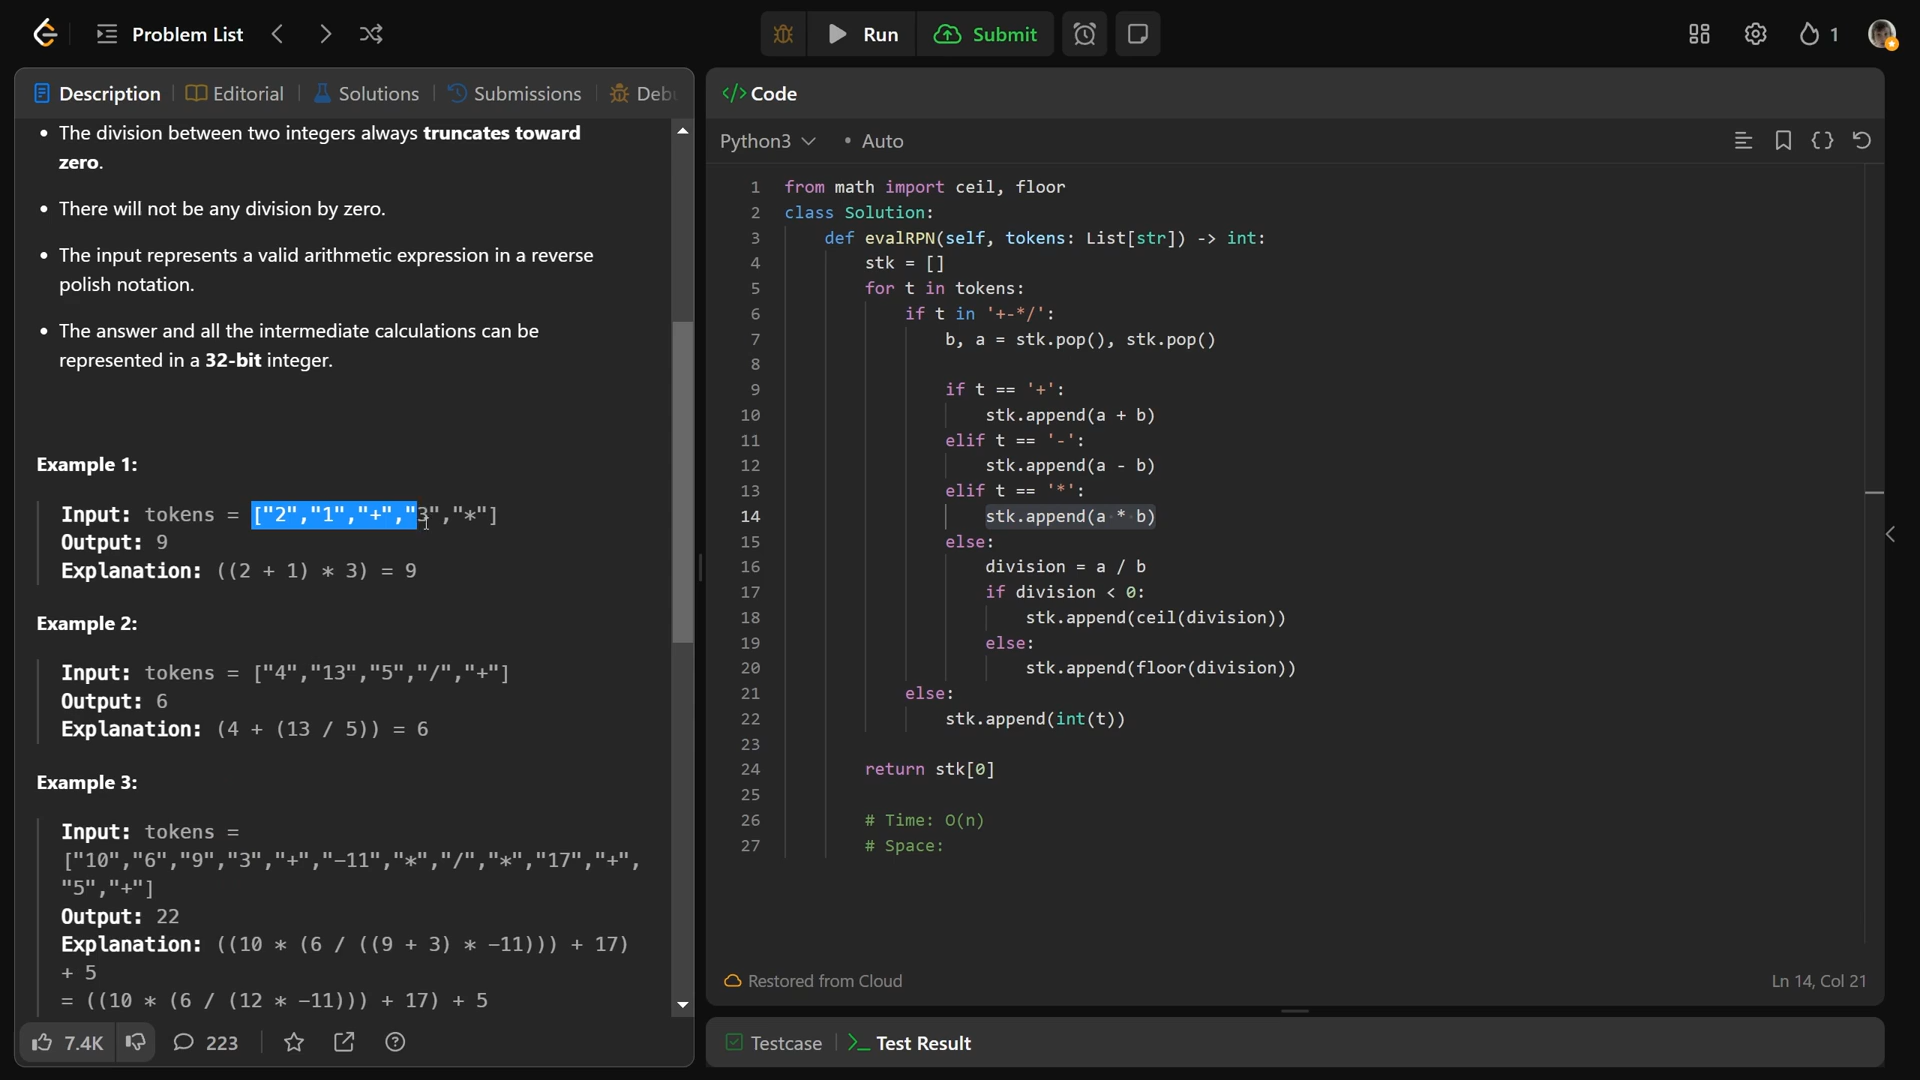 Problem List
Run
Submit
1
Description
Editorial
Solutions
Submissions
• The division between two integers always truncates toward
zero.
• There will not be any division by zero.
• The input represents a valid arithmetic expression in a reverse
polish notation.
• The answer and all the intermediate calculations can be
represented in a 32-bit integer.
Example 1:
Input: tokens = ["2","1","+","3","*"]
Output: 9
Explanation: ((2 + 1) * 3) = 9
Example 2:
Input: tokens = ["4","13","5","/","+"]
Output: 6
Explanation: (4 + (13 / 5)) = 6
Example 3:
Input: tokens =
["10","6","9","3","+","-11","*","/","*","17","+",
"5","+"]
Output: 22
Explanation: ((10 * (6 / ((9 + 3) * -11))) + 17)
+ 5
= ((10 * (6 / (12 * -11))) + 17) + 5
7.4K
223
</> Code
Python3 • Auto
1 from math import ceil, floor
2 class Solution:
3 def evalRPN(self, tokens: List[str]) -> int:
4 stk = []
5 for t in tokens:
6 if t in '+-*/':
7 b, a = stk.pop(), stk.pop()
8
9 if t == '+':
10 stk.append(a + b)
11 elif t == '-':
12 stk.append(a - b)
13 elif t == '*':
14 stk.append(a * b)
15 else:
16 division = a / b
17 if division < 0:
18 stk.append(ceil(division))
19 else:
20 stk.append(floor(division))
21 else:
22 stk.append(int(t))
23
24 return stk[0]
25
26 # Time: O(n)
27 # Space:
Restored from Cloud
Ln 14, Col 21
Testcase
Test Result